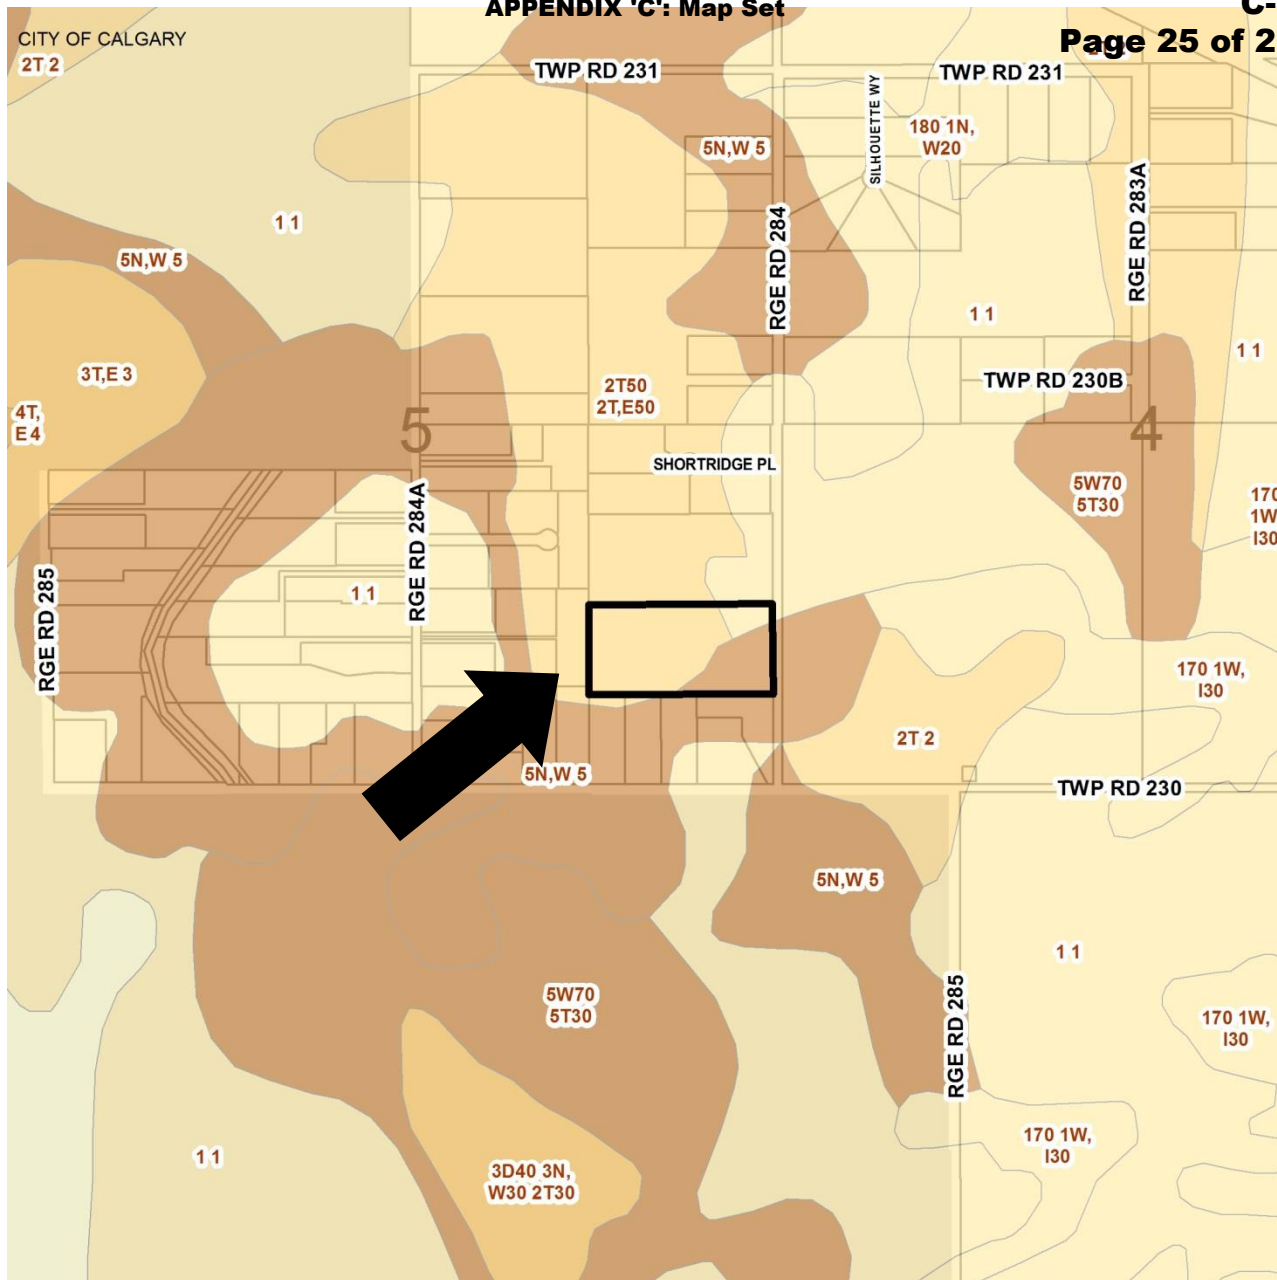 APPENDIX 'C': Map Set
C-
Page 25 of 2
CITY OF CALGARY
2T 2
TWP RD 231
TWP RD 231
SILHOUETTE WY
180 1N,
W20
5N,W 5
RGE RD 283A
RGE RD 284
1 1
5N,W 5
1 1
1 1
3T,E 3
2T50
2T,E50
TWP RD 230B
4T,
E 4
5
4
SHORTRIDGE PL
5W70
5T30
170
1W
I30
RGE RD 284A
RGE RD 285
1 1
170 1W,
I30
2T 2
5N,W 5
TWP RD 230
5N,W 5
1 1
5W70
5T30
RGE RD 285
170 1W,
I30
170 1W,
I30
1 1
3D40 3N,
W30 2T30